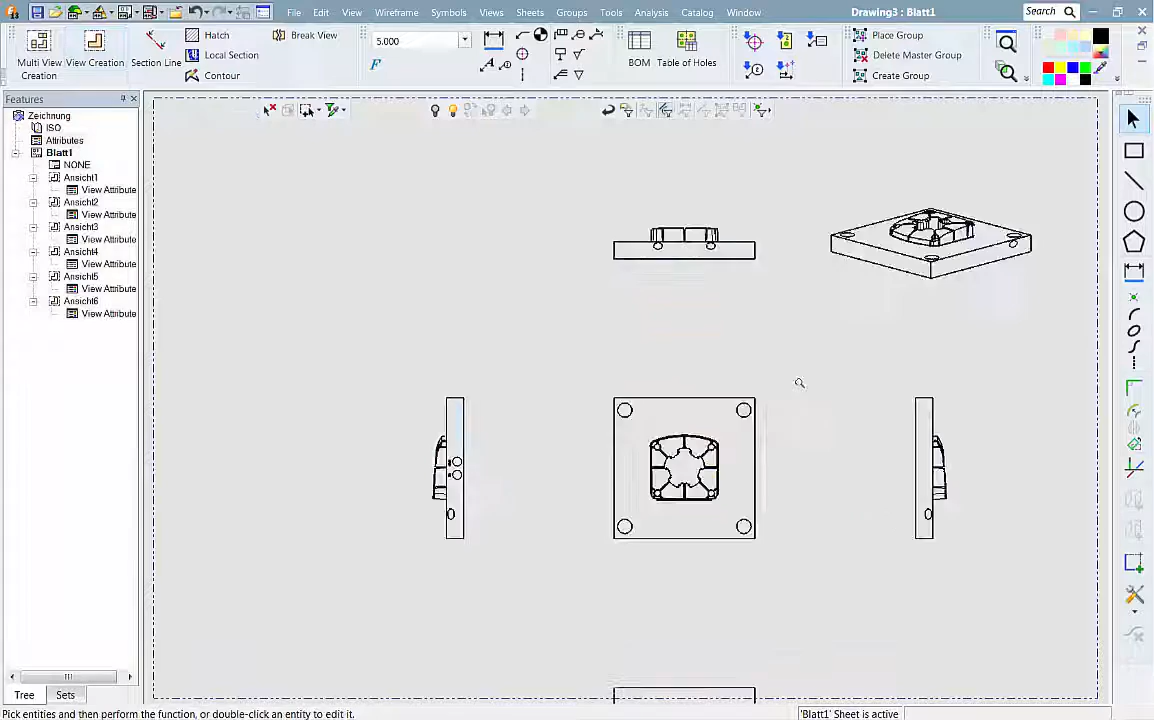 File Edit View Wireframe Symbols Views Sheets Groups Tools Analysis Catalog Window Drawing3 : Blatt1 Search
Multi View Creation
View Creation
Section Line
Hatch
Local Section
Contour
Break View
5.000
F
BOM
Table of Holes
Place Group
Delete Master Group
Create Group
Features
Zeichnung
ISO
Attributes
Blatt1
NONE
Ansicht1
View Attribute
Ansicht2
View Attribute
Ansicht3
View Attribute
Ansicht4
View Attribute
Ansicht5
View Attribute
Ansicht6
View Attribute
Tree Sets
Pick entities and then perform the function, or double-click an entity to edit it.
'Blatt1' Sheet is active